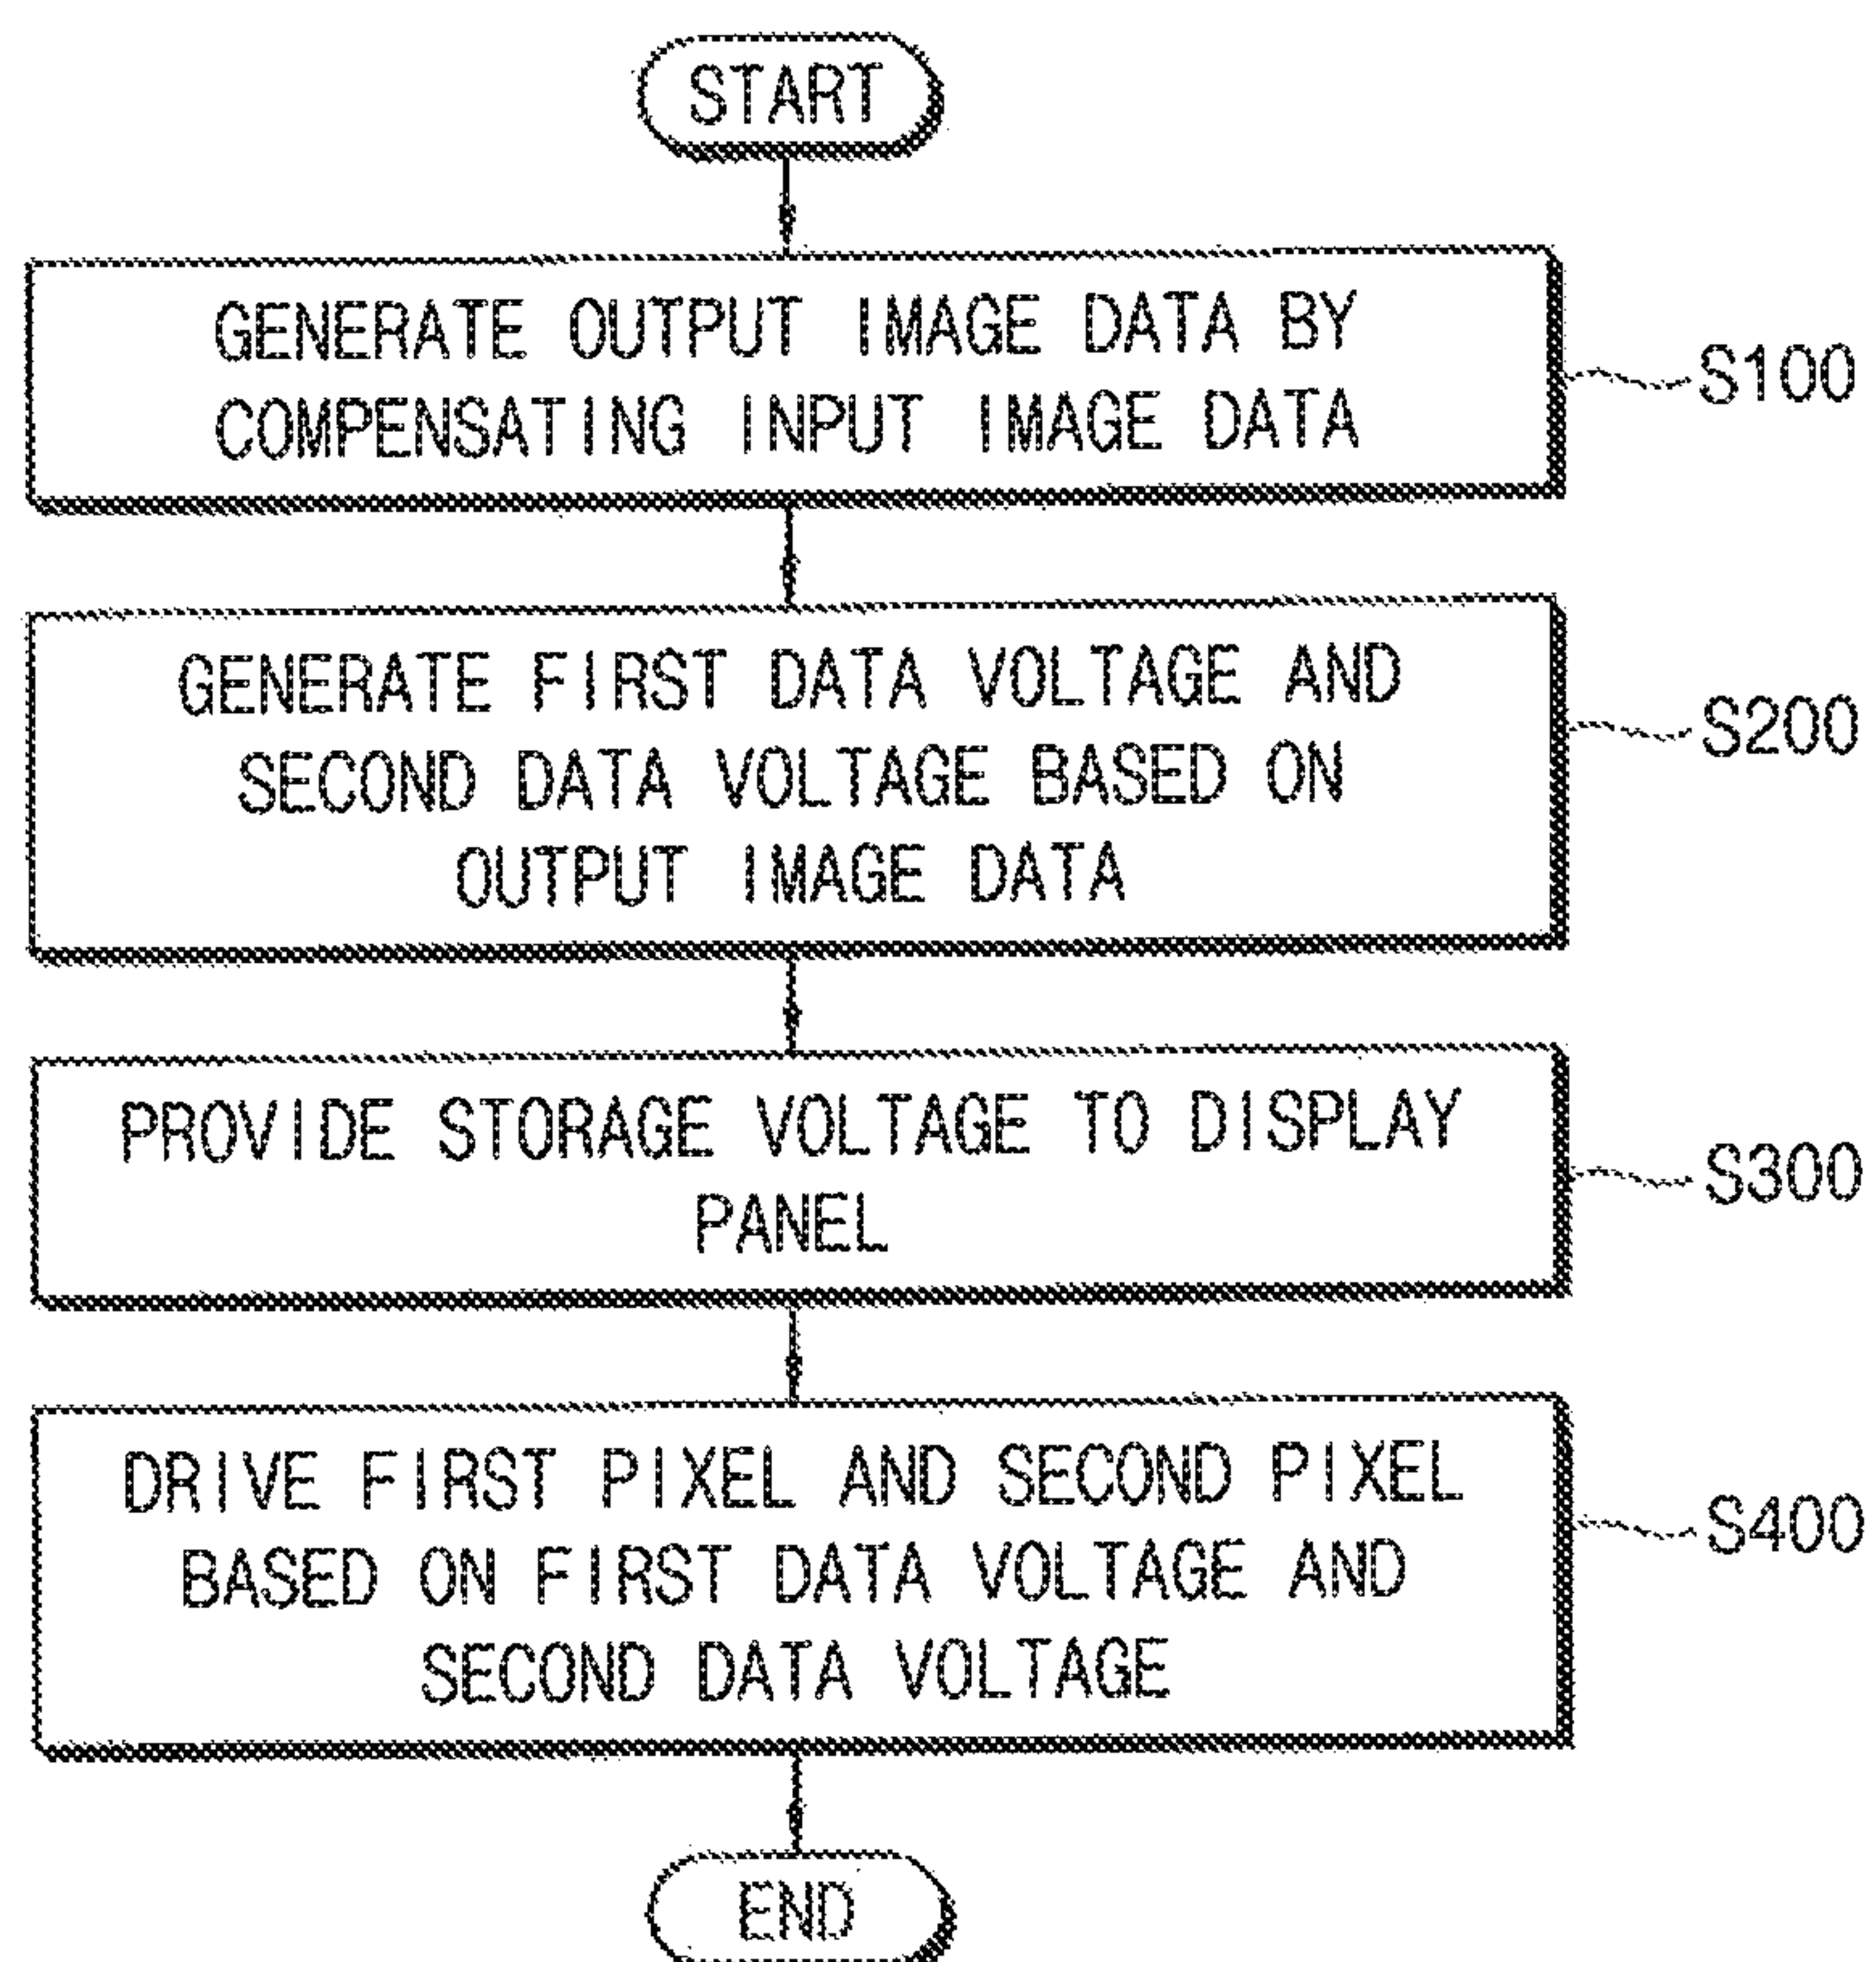 START
GENERATE OUTPUT IMAGE DATA BY
COMPENSATING INPUT IMAGE DATA
S100
GENERATE FIRST DATA VOLTAGE AND
SECOND DATA VOLTAGE BASED ON
OUTPUT IMAGE DATA
S200
PROVIDE STORAGE VOLTAGE TO DISPLAY
PANEL
S300
DRIVE FIRST PIXEL AND SECOND PIXEL
BASED ON FIRST DATA VOLTAGE AND
SECOND DATA VOLTAGE
S400
END